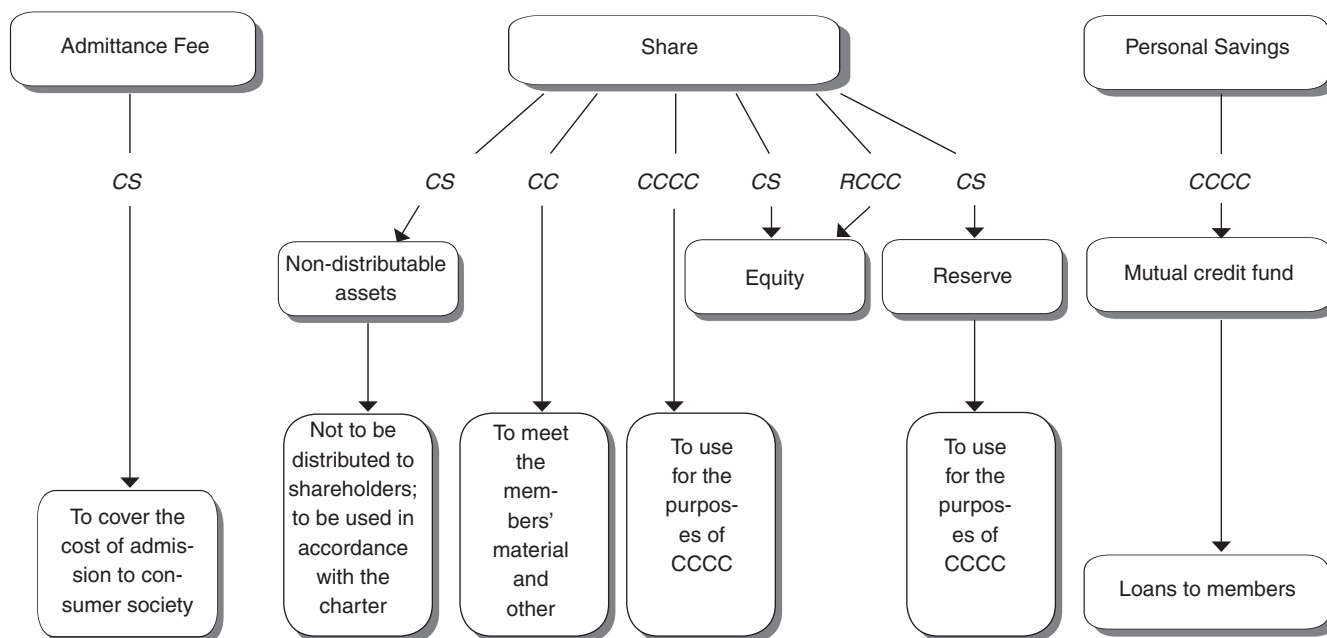 Admittance Fee
Share
Personal Savings
CS
CS
CC
CCCC
CS
RCCC
CS
CCCC
Non-distributable
assets
Equity
Reserve
Mutual credit fund
To cover the
cost of admis-
sion to con-
sumer society
Not to be
distributed to
shareholders;
to be used in
accordance
with the
charter
To meet
the
mem-
bers’
material
and
other
To use
for the
purpos-
es of
CCCC
To use
for the
purpos-
es of
CCCC
Loans to members